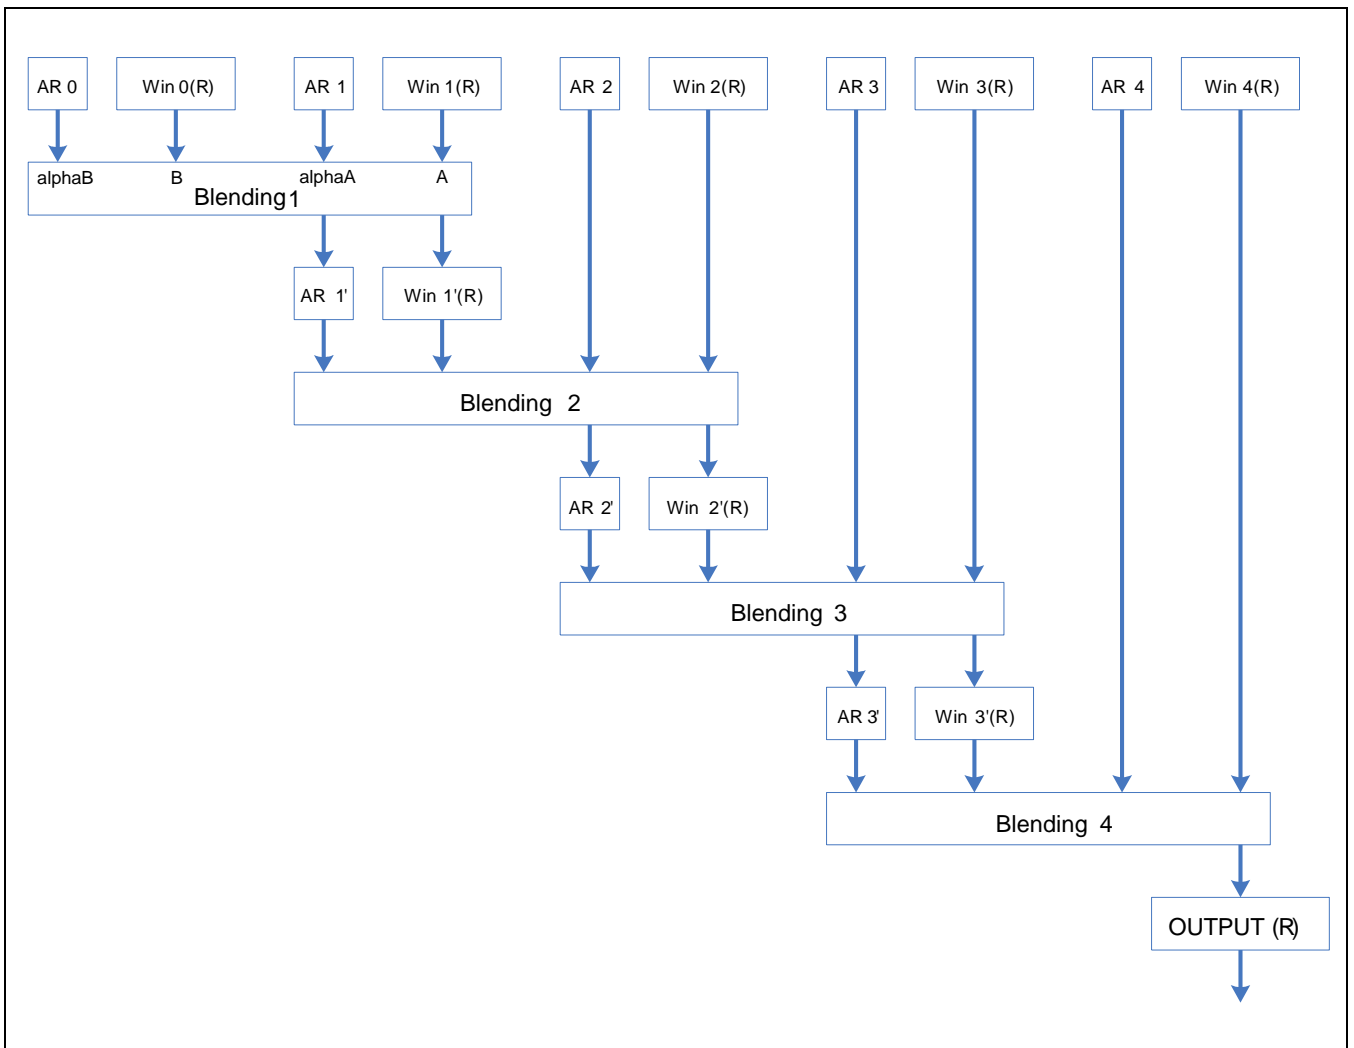 AR 0 Win 0(R) AR 1 Win 1(R) AR 2 Win 2(R) AR 3 Win 3(R) AR 4 Win 4(R)
alphaB B alphaA A
Blending1
AR 1' Win 1'(R)
Blending 2
AR 2' Win 2'(R)
Blending 3
AR 3' Win 3'(R)
Blending 4
OUTPUT (R)